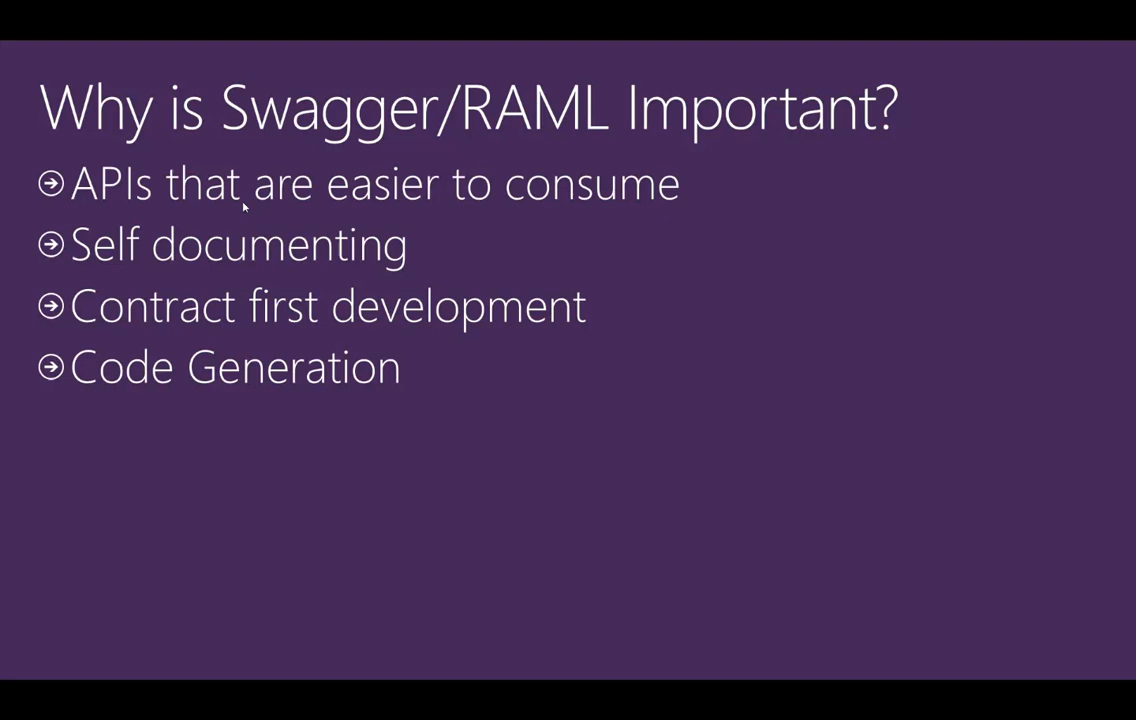 Why is Swagger/RAML Important?
APIs that are easier to consume
Self documenting
Contract first development
Code Generation